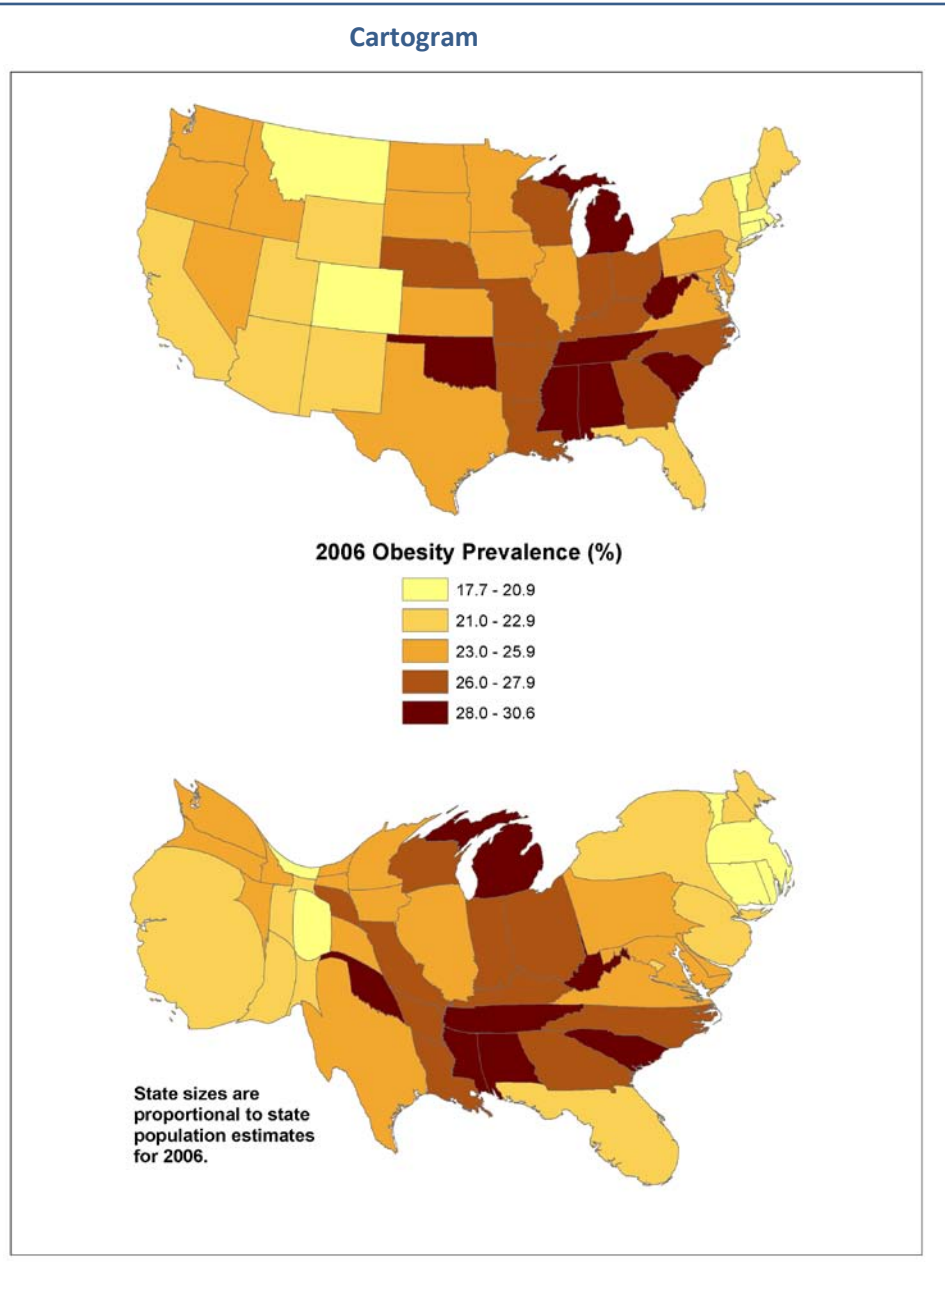 Cartogram
2006 Obesity Prevalence (%)
17.7 - 20.9
21.0 - 22.9
23.0 - 25.9
26.0 - 27.9
28.0 - 30.6
State sizes are
proportional to state
population estimates
for 2006.